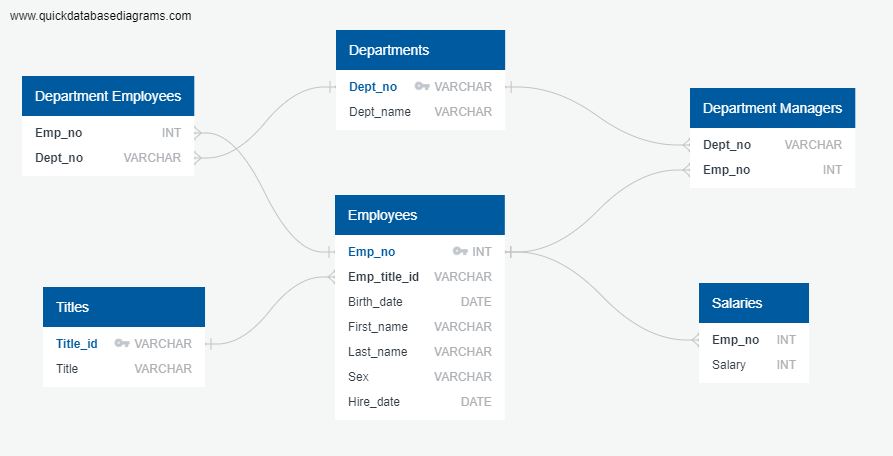 www.quickdatabasediagrams.com
Department Employees
Emp_no INT
Dept_no VARCHAR
Departments
Dept_no VARCHAR
Dept_name VARCHAR
Department Managers
Dept_no VARCHAR
Emp_no INT
Employees
Emp_no INT
Emp_title_id VARCHAR
Birth_date DATE
First_name VARCHAR
Last_name VARCHAR
Sex VARCHAR
Hire_date DATE
Titles
Title_id VARCHAR
Title VARCHAR
Salaries
Emp_no INT
Salary INT